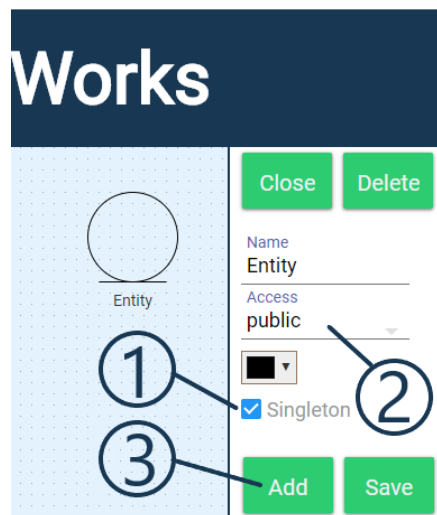 Works
Close Delete
Name
Entity
Entity
Access
public
1
2
Singleton
3
Add Save